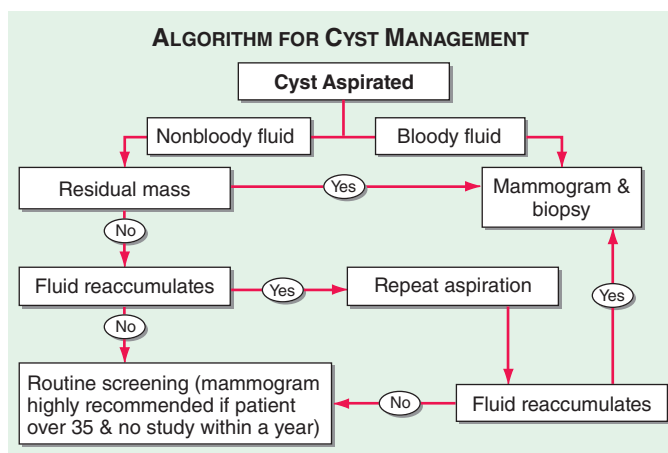 ALGORITHM FOR CYST MANAGEMENT
Cyst Aspirated
Nonbloody fluid
Bloody fluid
Residual mass
Yes
Mammogram &
biopsy
No
Fluid reaccumulates
Yes
Repeat aspiration
Yes
No
Routine screening (mammogram
highly recommended if patient
over 35 & no study within a year)
No
Fluid reaccumulates